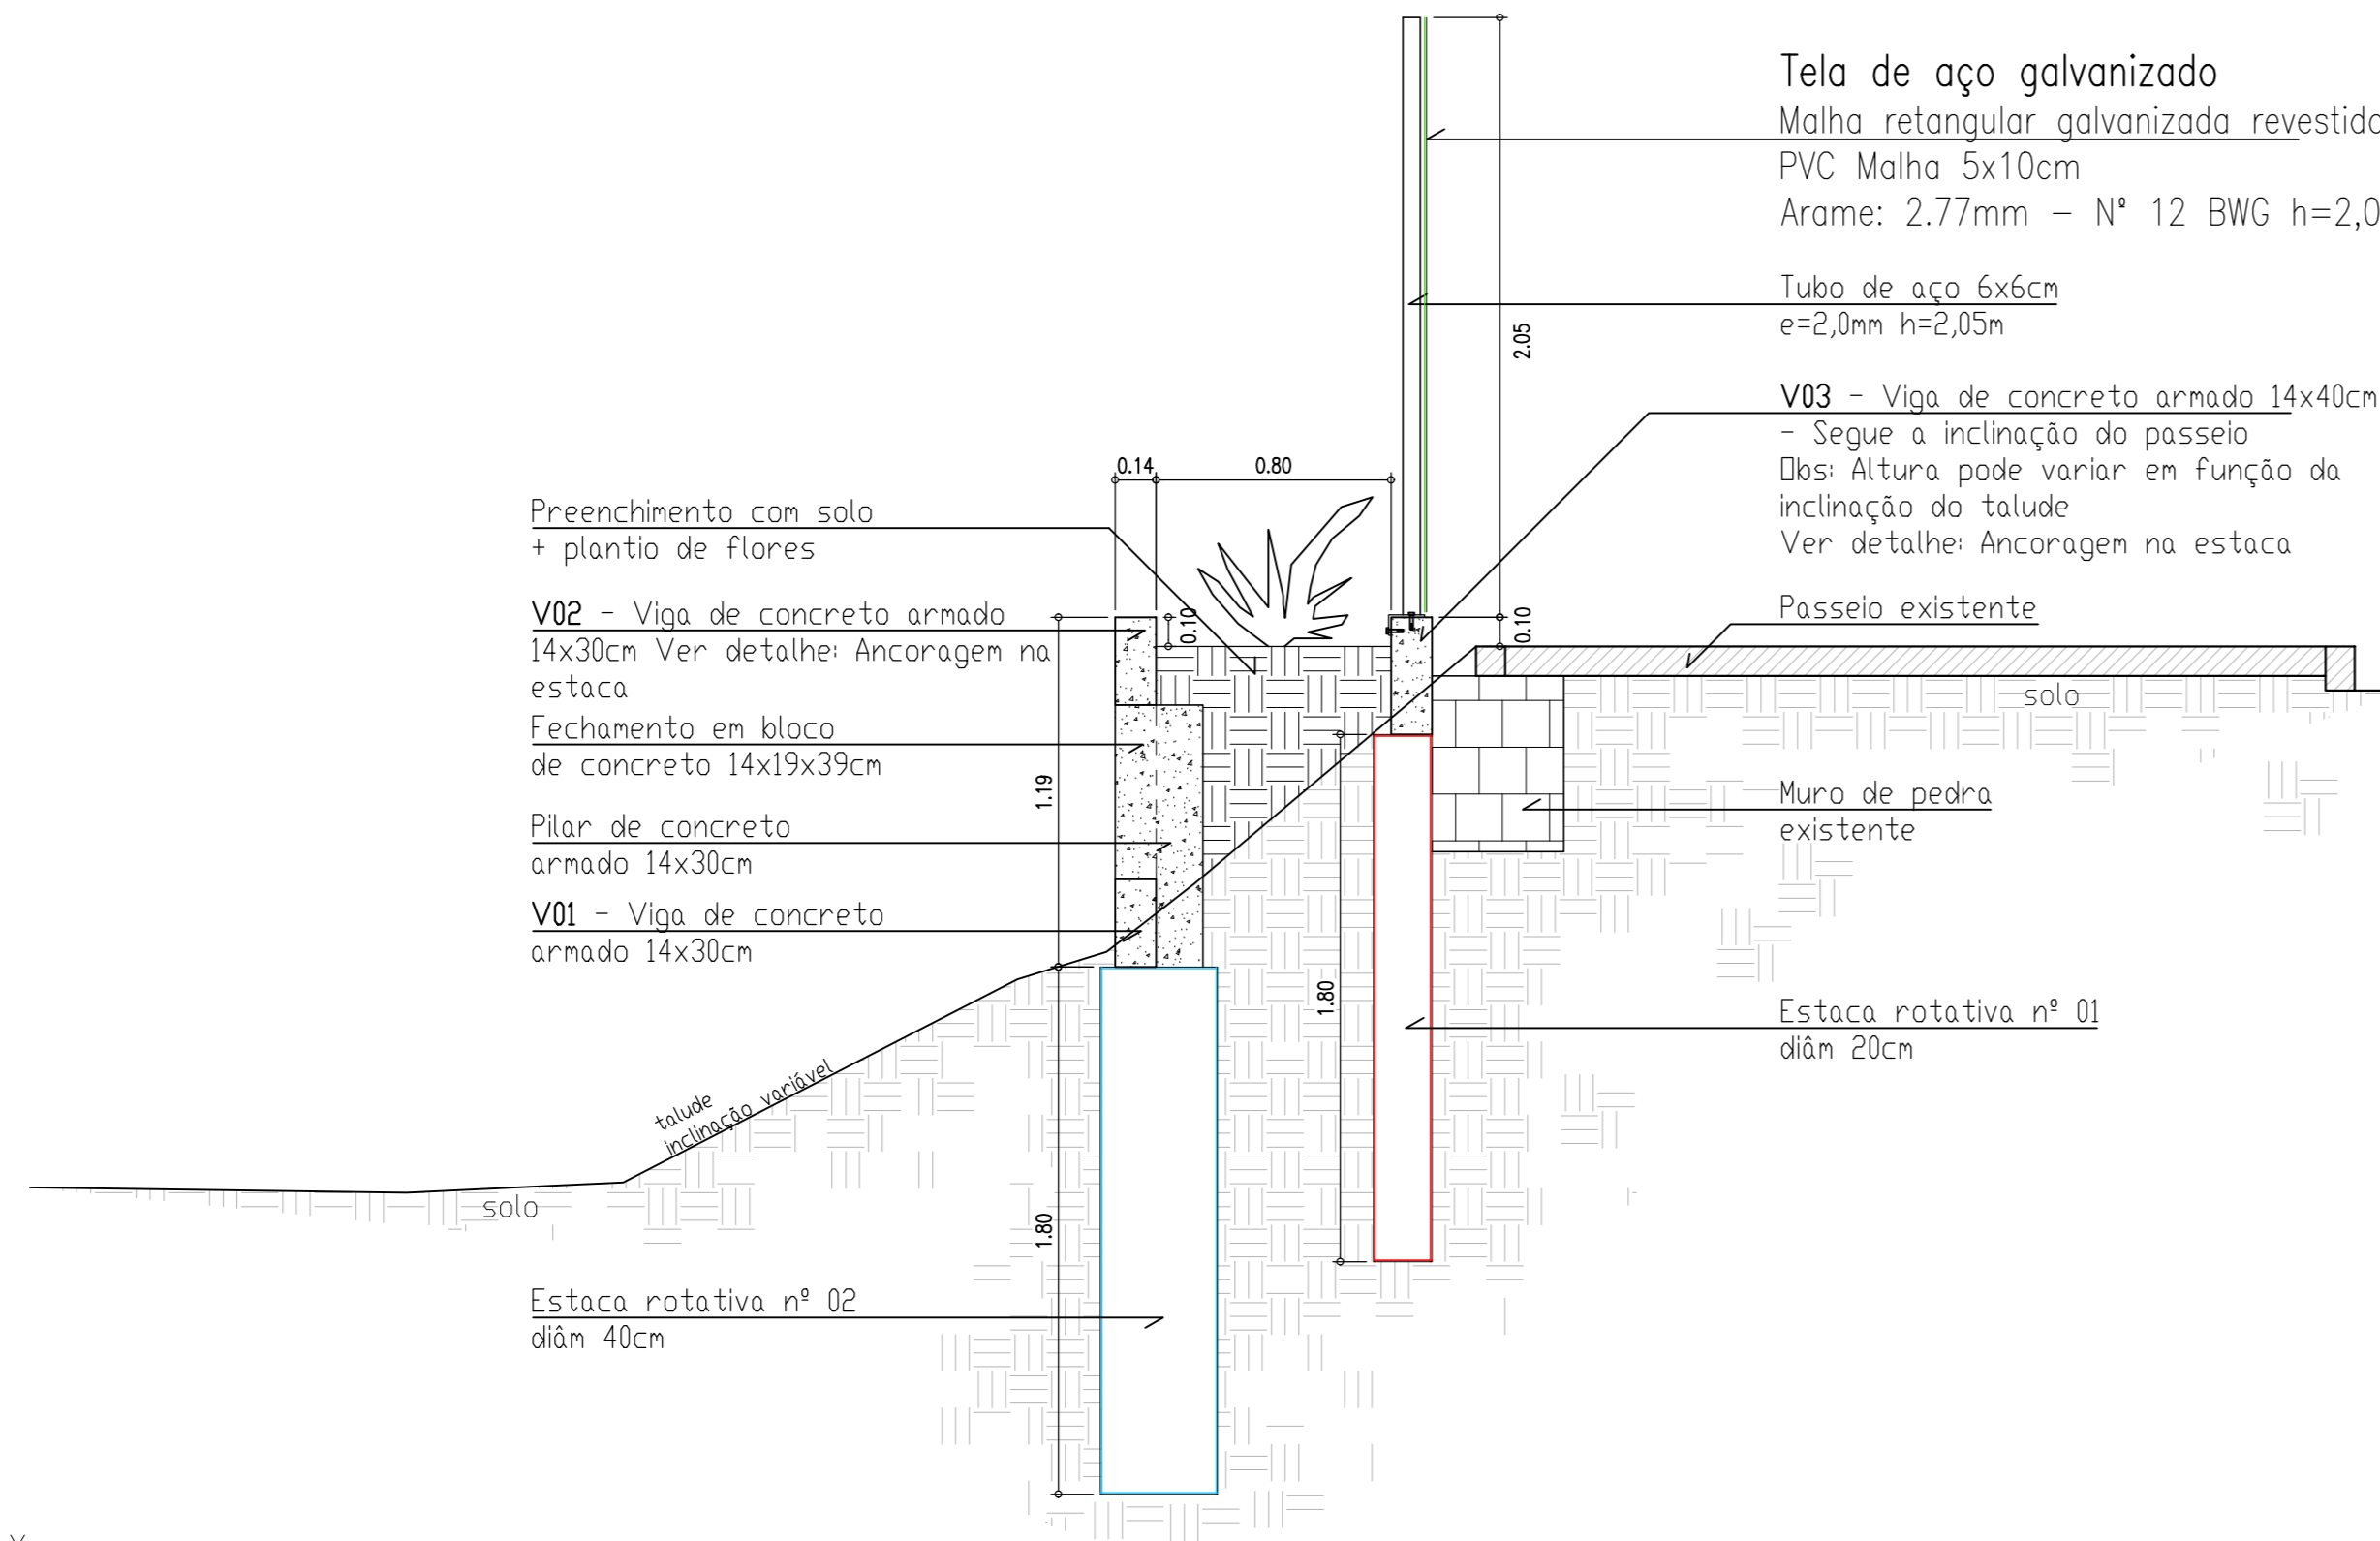 Tela de aço galvanizado
Malha retangular galvanizada revestida
PVC Malha 5x10cm
Arame: 2.77mm – Nº 12 BWG h=2,0
Tubo de aço 6x6cm
e=2,0mm h=2,05m
2.05
V03 - Viga de concreto armado 14x40cm
- Segue a inclinação do passeio
Obs: Altura pode variar em função da
inclinação do talude
Ver detalhe: Ancoragem na estaca
0.14
0.80
Preenchimento com solo
+ plantio de flores
V02 - Viga de concreto armado
14x30cm Ver detalhe: Ancoragem na
estaca
0.10
0.10
Passeio existente
solo
Fechamento em bloco
de concreto 14x19x39cm
1.19
Muro de pedra
existente
Pilar de concreto
armado 14x30cm
V01 - Viga de concreto
armado 14x30cm
1.80
Estaca rotativa nº 01
diâm 20cm
talude
inclinação variável
solo
1.80
Estaca rotativa nº 02
diâm 40cm